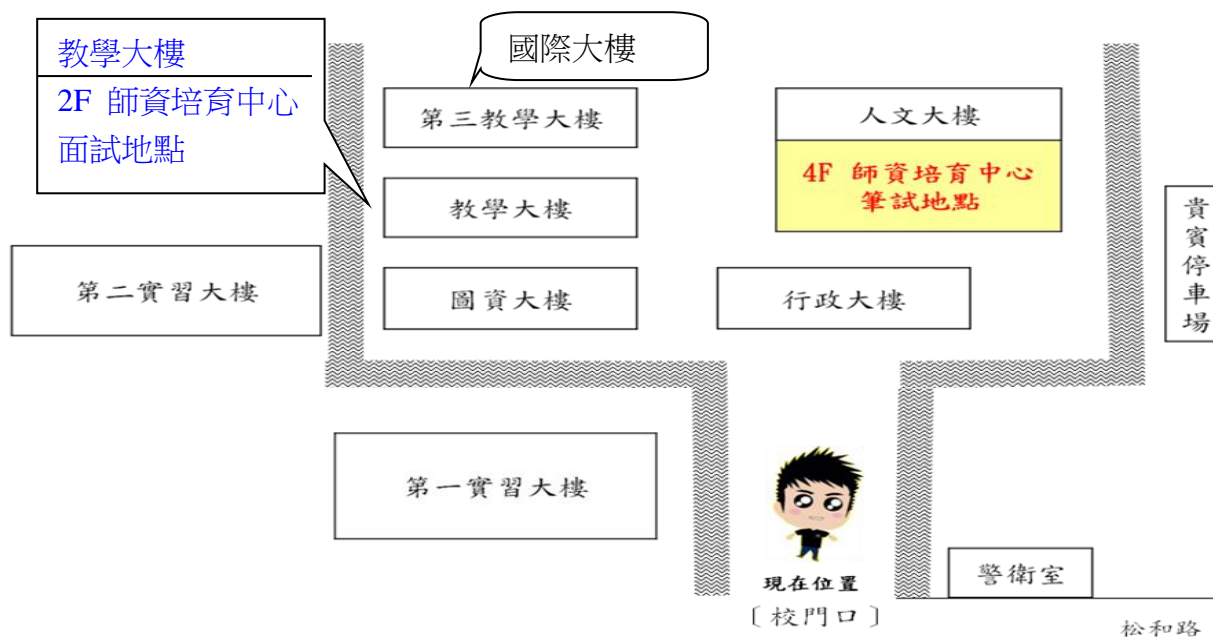 教學大樓
2F 師資培育中心
面試地點
國際大樓
第三教學大樓
人文大樓
4F 師資培育中心
筆試地點
教學大樓
貴賓停車場
第二實習大樓
圖資大樓
行政大樓
第一實習大樓
現在位置
〔校門口〕
警衛室
松和路